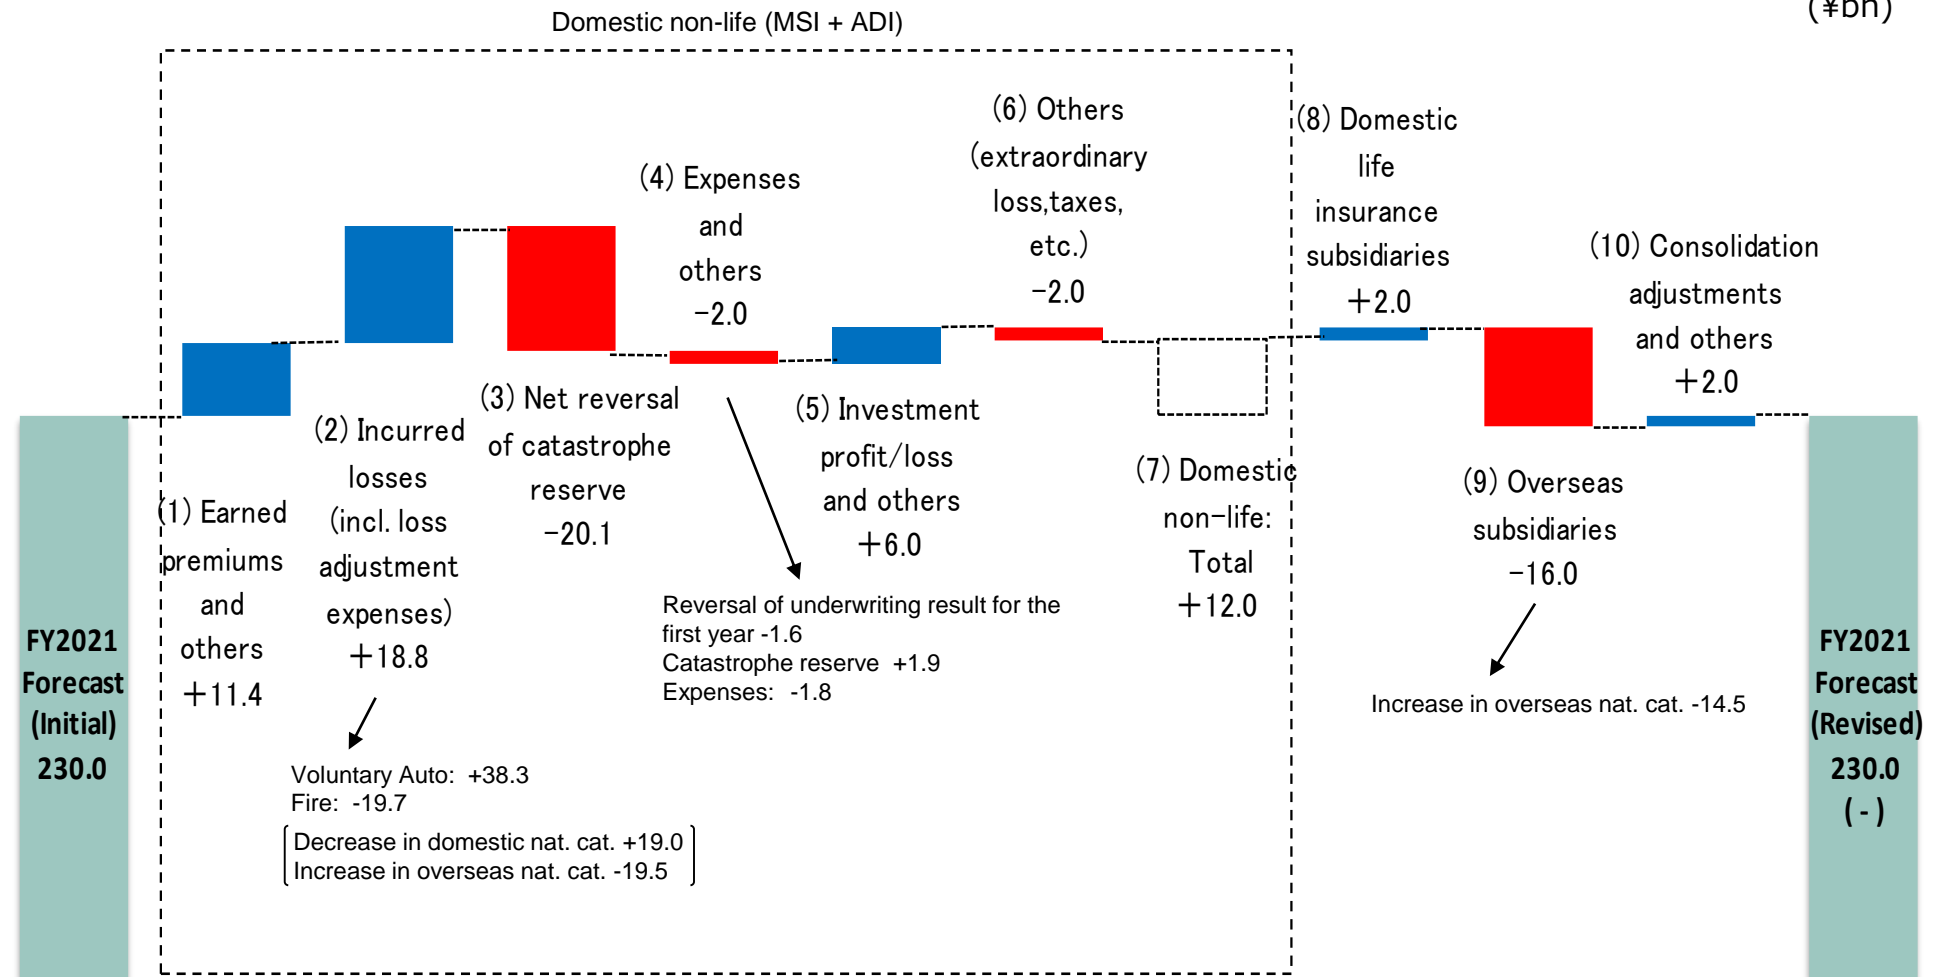 (¥bn)
Domestic non-life (MSI + ADI)
FY2021
Forecast
(Initial)
230.0
(1) Earned
premiums
and
others
+11.4
(2) Incurred
losses
(incl. loss
adjustment
expenses)
+18.8
Voluntary Auto: +38.3
Fire: -19.7
Decrease in domestic nat. cat. +19.0
Increase in overseas nat. cat. -19.5
(3) Net reversal
of catastrophe
reserve
-20.1
(4) Expenses
and
others
-2.0
Reversal of underwriting result for the
first year -1.6
Catastrophe reserve +1.9
Expenses: -1.8
(5) Investment
profit/loss
and others
+6.0
(6) Others
(extraordinary
loss,taxes,
etc.)
-2.0
(7) Domestic
non-life:
Total
+12.0
(8) Domestic
life
insurance
subsidiaries
+2.0
(9) Overseas
subsidiaries
-16.0
Increase in overseas nat. cat. -14.5
(10) Consolidation
adjustments
and others
+2.0
FY2021
Forecast
(Revised)
230.0
( - )